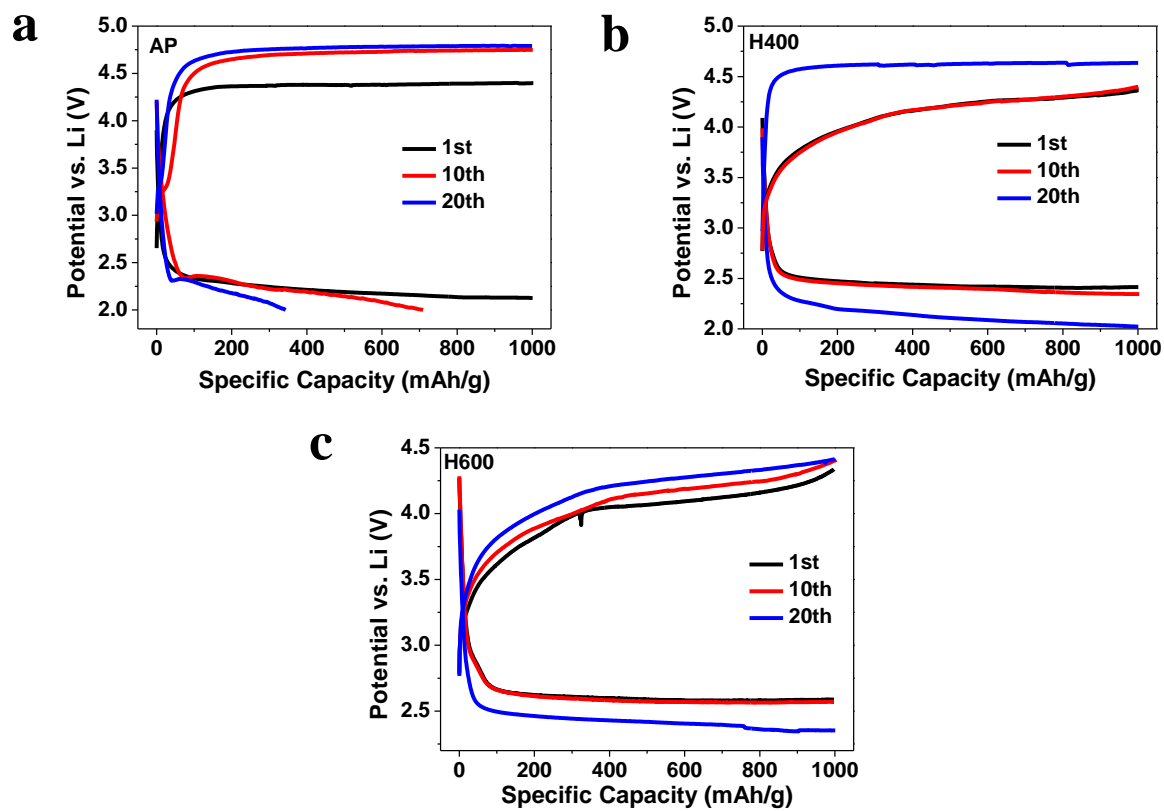 a
AP
5.0
4.5
4.0
3.5
3.0
2.5
2.0
Potential vs. Li (V)
1st
10th
20th
0 200 400 600 800 1000
Specific Capacity (mAh/g)
b
H400
5.0
4.5
4.0
3.5
3.0
2.5
2.0
Potential vs. Li (V)
1st
10th
20th
0 200 400 600 800 1000
Specific Capacity (mAh/g)
c
H600
4.5
4.0
3.5
3.0
2.5
Potential vs. Li (V)
1st
10th
20th
0 200 400 600 800 1000
Specific Capacity (mAh/g)